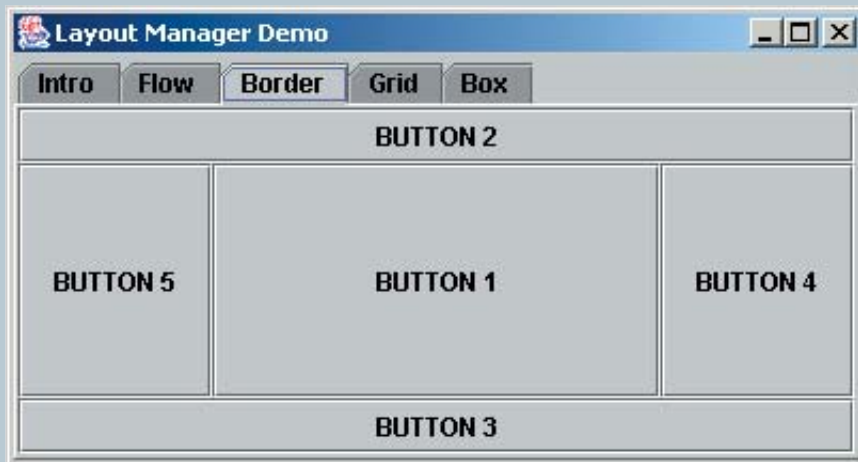 Layout Manager Demo
Intro Flow Border Grid Box
BUTTON 2
BUTTON 5 BUTTON 1 BUTTON 4
BUTTON 3